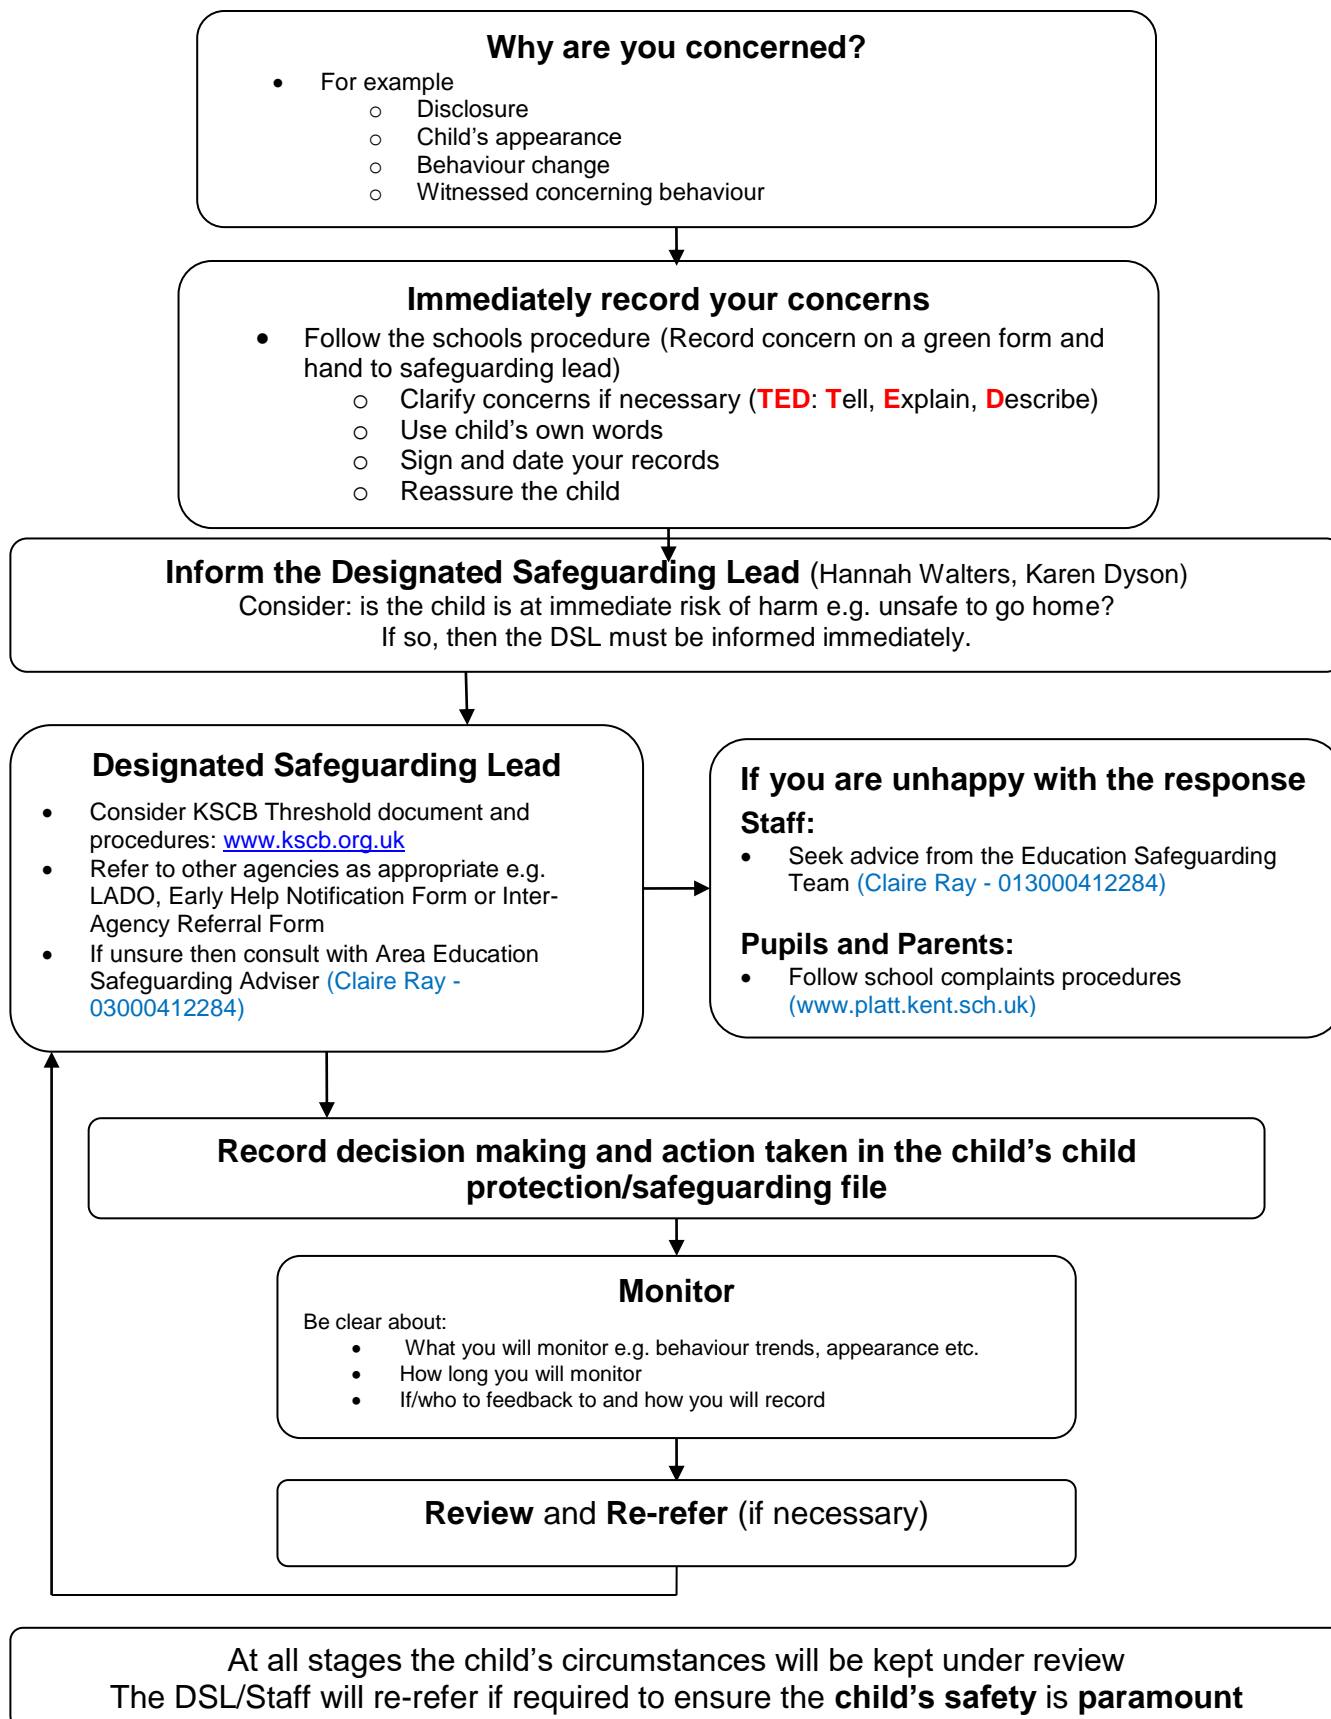 Why are you concerned?
• For example
o Disclosure
o Child's appearance
o Behaviour change
o Witnessed concerning behaviour
Immediately record your concerns
• Follow the schools procedure (Record concern on a green form and
hand to safeguarding lead)
o Clarify concerns if necessary (TED: Tell, Explain, Describe)
o Use child's own words
o Sign and date your records
o Reassure the child
Inform the Designated Safeguarding Lead (Hannah Walters, Karen Dyson)
Consider: is the child is at immediate risk of harm e.g. unsafe to go home?
If so, then the DSL must be informed immediately.
Designated Safeguarding Lead
• Consider KSCB Threshold document and
procedures: www.kscb.org.uk
• Refer to other agencies as appropriate e.g.
LADO, Early Help Notification Form or Inter-
Agency Referral Form
• If unsure then consult with Area Education
Safeguarding Adviser (Claire Ray -
03000412284)
If you are unhappy with the response
Staff:
• Seek advice from the Education Safeguarding
Team (Claire Ray - 013000412284)
Pupils and Parents:
• Follow school complaints procedures
(www.platt.kent.sch.uk)
Record decision making and action taken in the child's child
protection/safeguarding file
Monitor
Be clear about:
• What you will monitor e.g. behaviour trends, appearance etc.
• How long you will monitor
• If/who to feedback to and how you will record
Review and Re-refer (if necessary)
At all stages the child's circumstances will be kept under review
The DSL/Staff will re-refer if required to ensure the child's safety is paramount